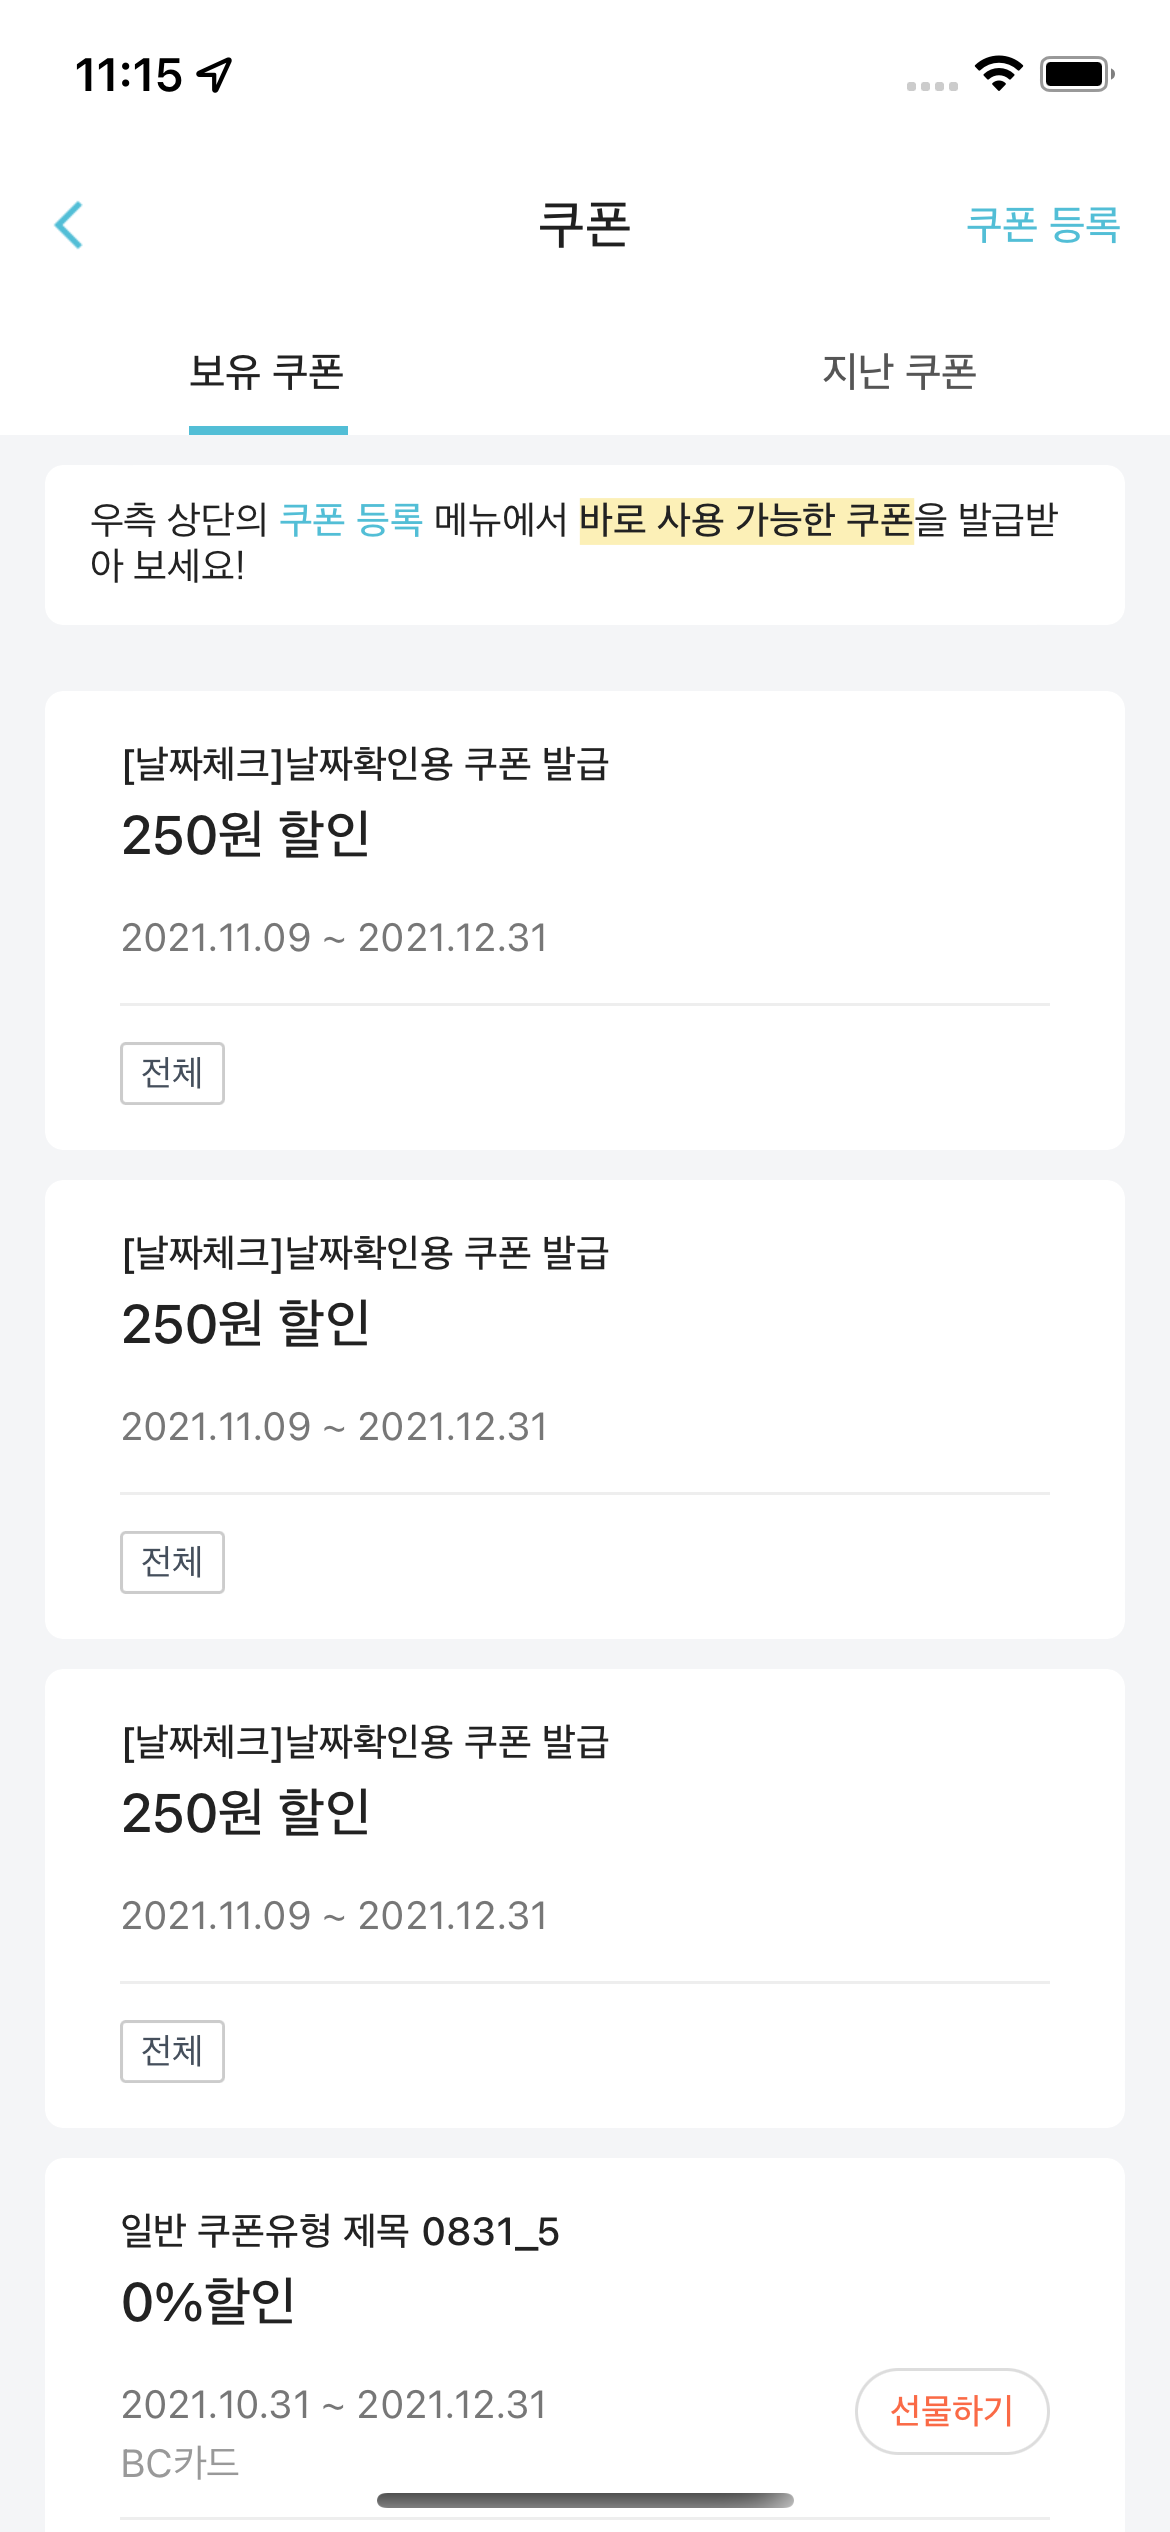 11:15
쿠폰
쿠폰 등록
보유 쿠폰
지난 쿠폰
우측 상단의 쿠폰 등록 메뉴에서 바로 사용 가능한 쿠폰을 발급받
아 보세요!
[날짜체크]날짜확인용 쿠폰 발급
250원 할인
2021.11.09 ~ 2021.12.31
전체
[날짜체크]날짜확인용 쿠폰 발급
250원 할인
2021.11.09 ~ 2021.12.31
전체
[날짜체크]날짜확인용 쿠폰 발급
250원 할인
2021.11.09 ~ 2021.12.31
전체
일반 쿠폰유형 제목 0831_5
0%할인
2021.10.31 ~ 2021.12.31
선물하기
BC카드